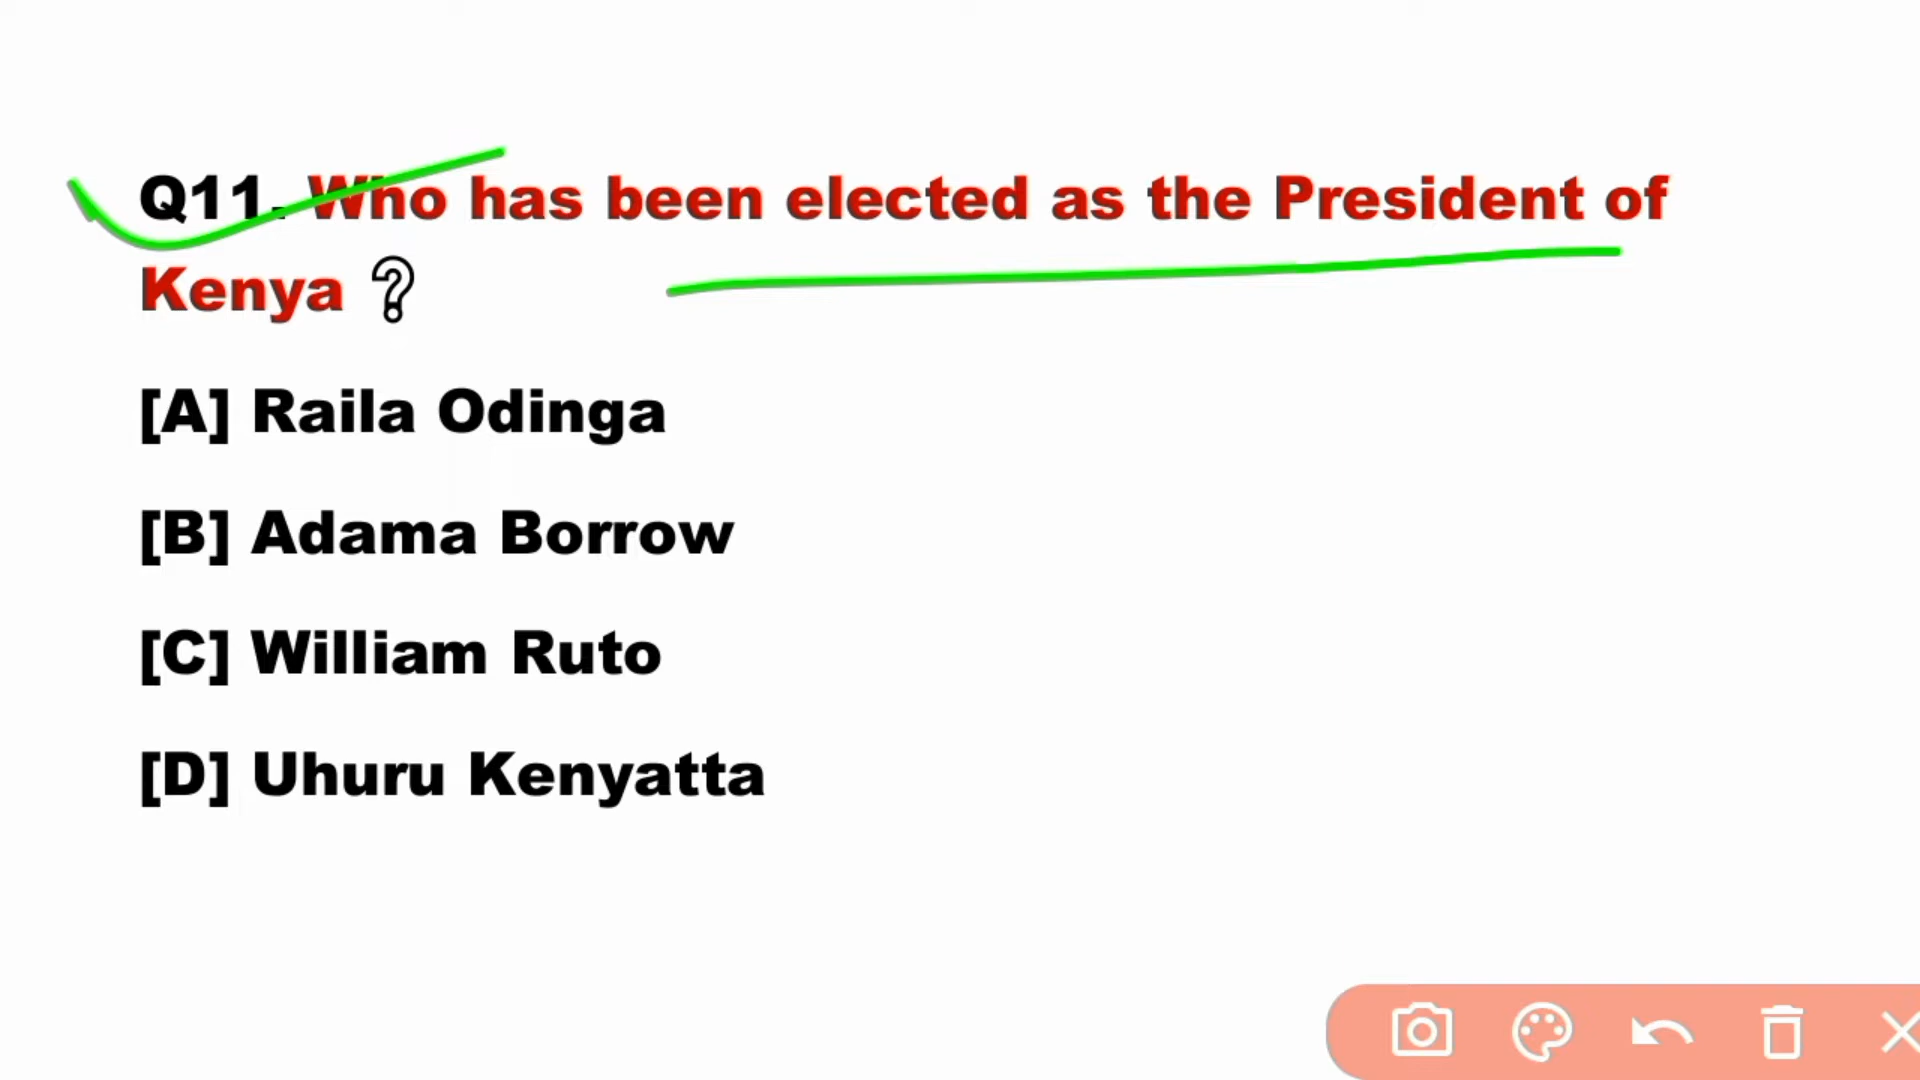 Q11. Who has been elected as the President of
Kenya ?
[A] Raila Odinga
[B] Adama Borrow
[C] William Ruto
[D] Uhuru Kenyatta